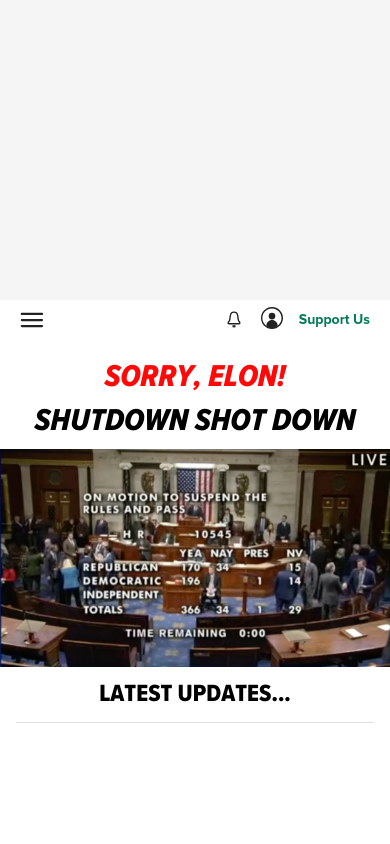 Support Us
SORRY, ELON!
SHUTDOWN SHOT DOWN
LIVE
ON MOTION TO SUSPEND THE
RULES AND PASS
H R 10545
YEA NAY PRES NV
REPUBLICAN 170 34 15
DEMOCRATIC 196 1 14
INDEPENDENT
TOTALS 366 34 1 29
TIME REMAINING 0:00
LATEST UPDATES...